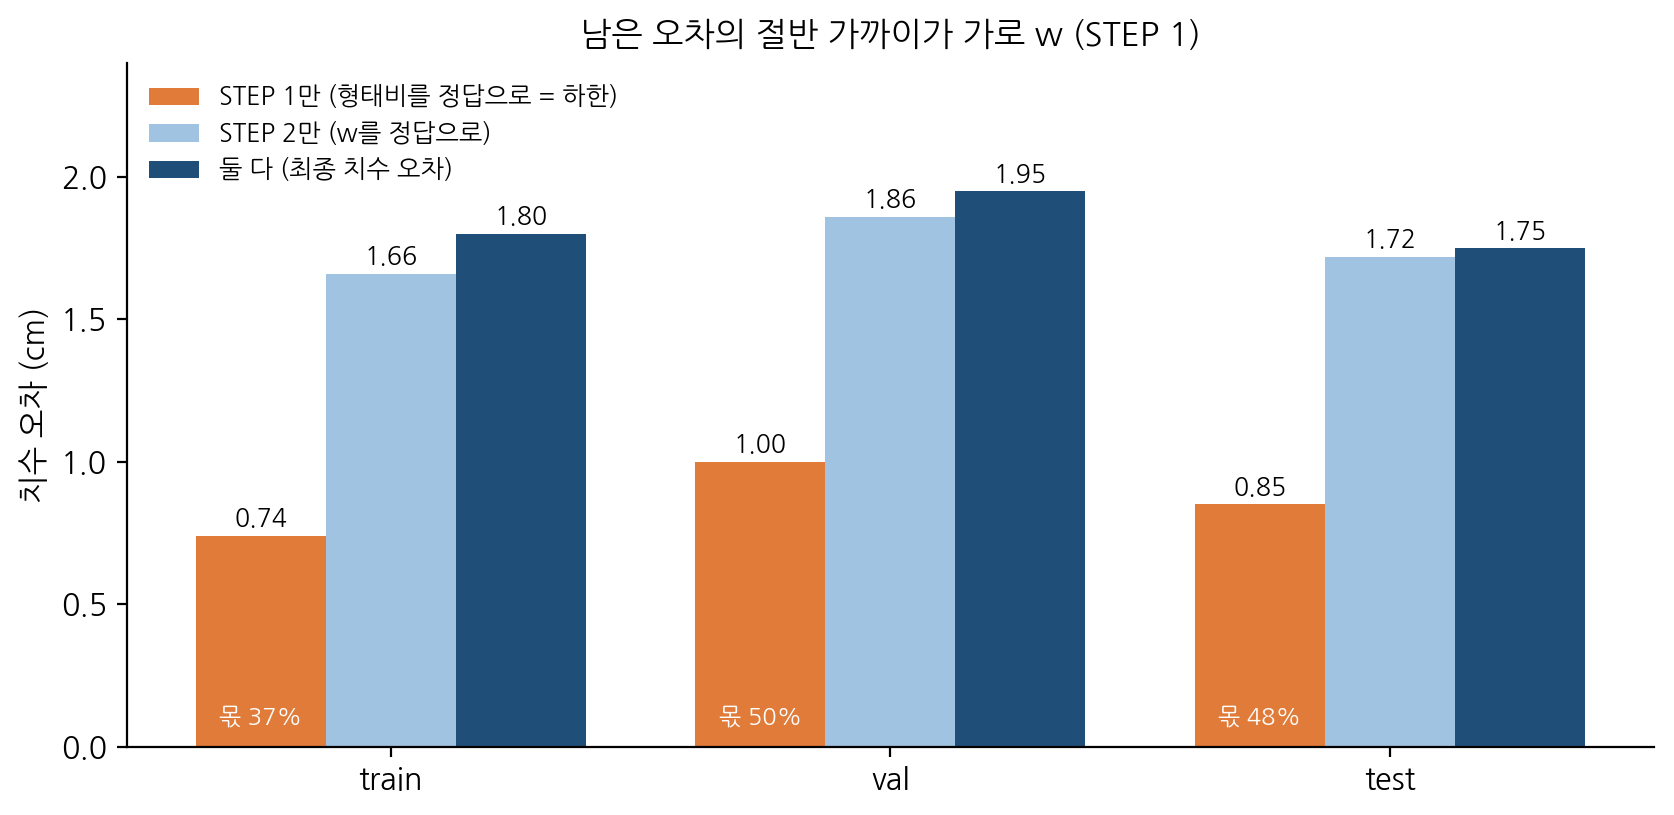 남은 오차의 절반 가까이가 가로 w (STEP 1)
STEP 1만 (형태비를 정답으로 = 하한)
STEP 2만 (w를 정답으로)
둘 다 (최종 치수 오차)
치수 오차 (cm)
2.0
1.5
1.0
0.5
0.0
0.74
1.66
1.80
1.00
1.86
1.95
0.85
1.72
1.75
몫 37%
몫 50%
몫 48%
train
val
test